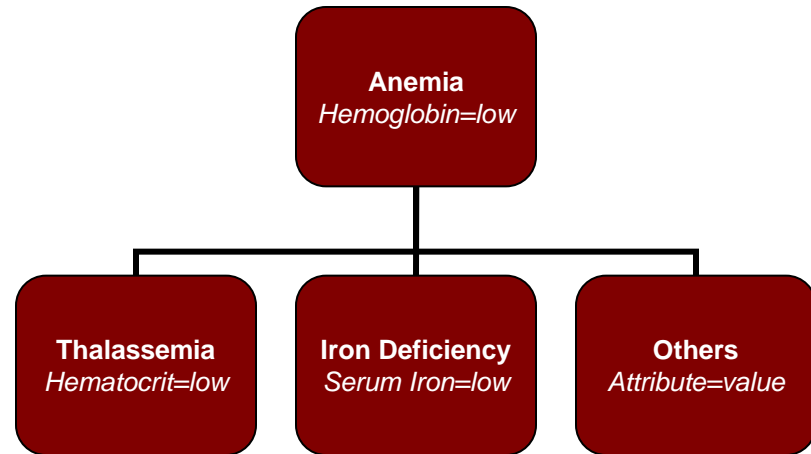 Anemia
Hemoglobin=low
Thalassemia
Hematocrit=low
Iron Deficiency
Serum Iron=low
Others
Attribute=value